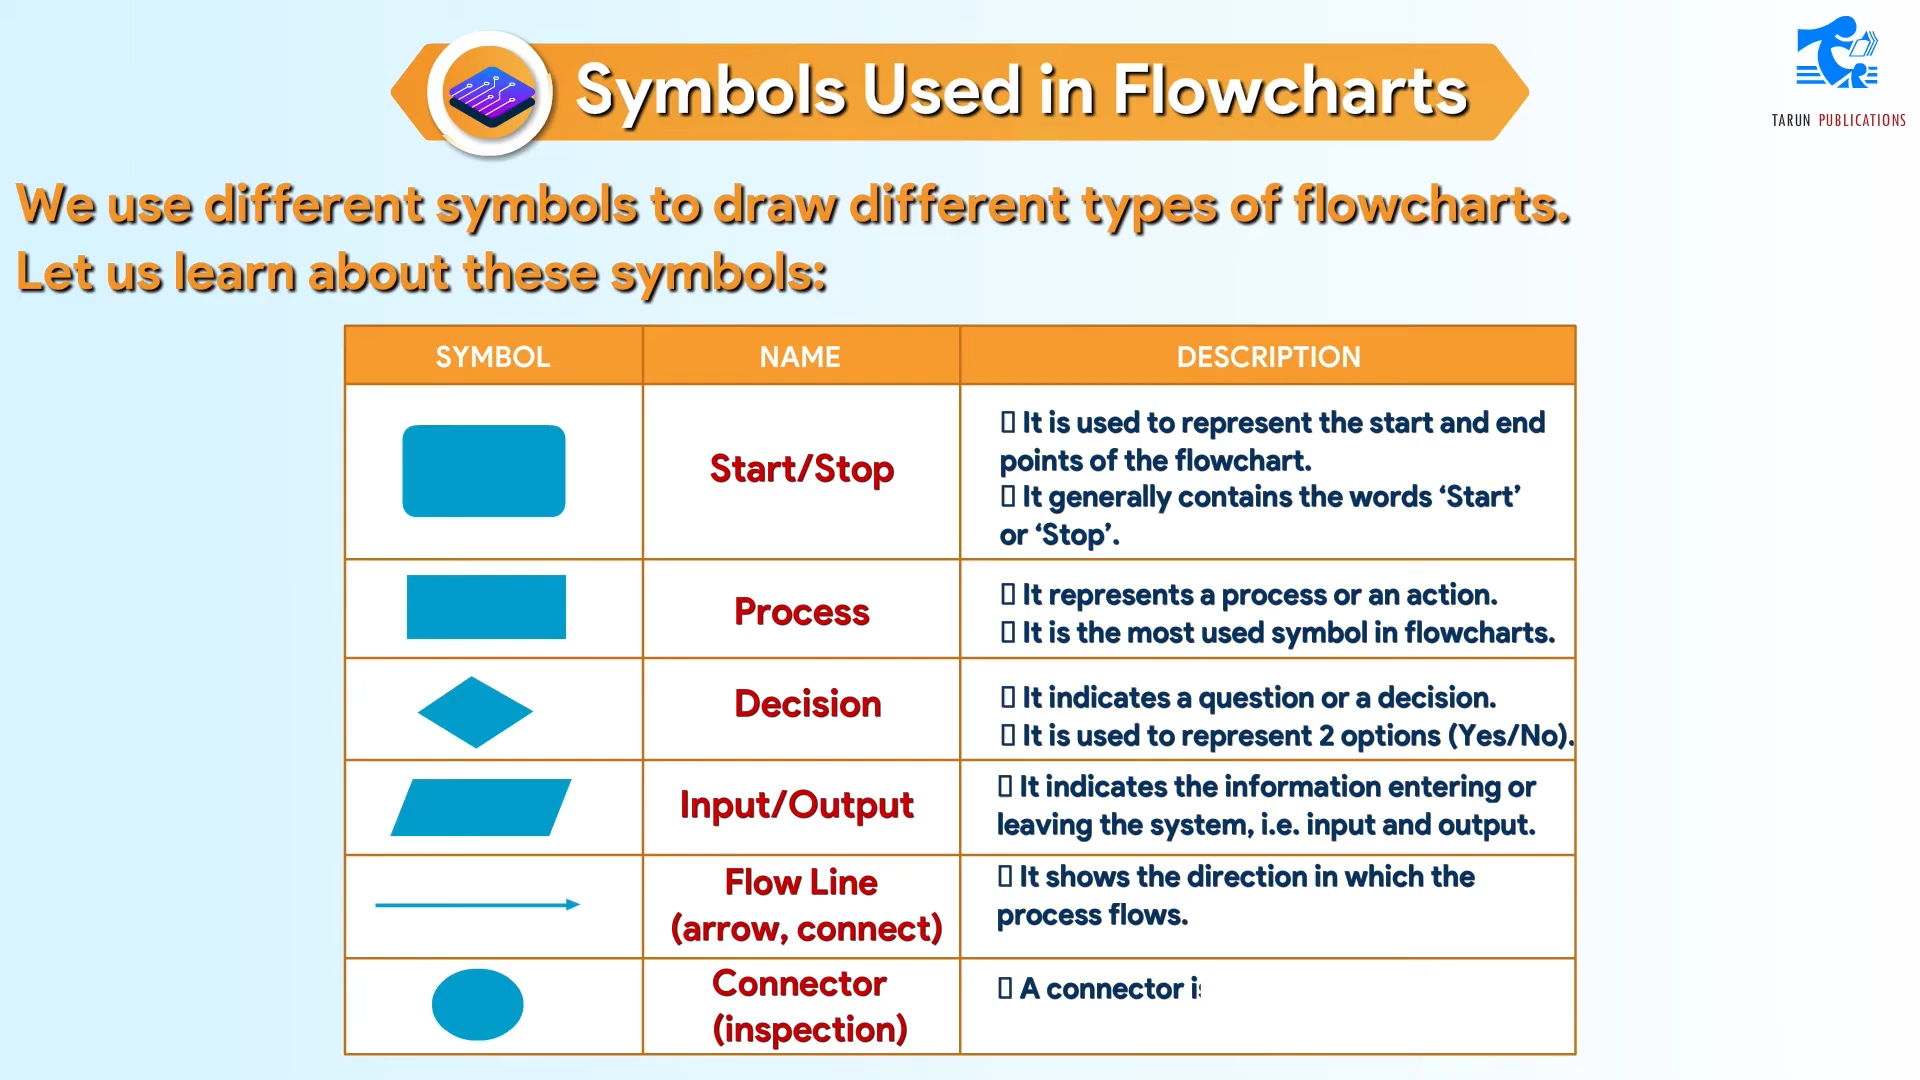 Symbols Used in Flowcharts
TARUN PUBLICATIONS
We use different symbols to draw different types of flowcharts.
Let us learn about these symbols:
SYMBOL NAME DESCRIPTION
Start/Stop
It is used to represent the start and end
points of the flowchart.
It generally contains the words ‘Start’
or ‘Stop’.
Process
It represents a process or an action.
It is the most used symbol in flowcharts.
Decision
It indicates a question or a decision.
It is used to represent 2 options (Yes/No).
Input/Output
It indicates the information entering or
leaving the system, i.e. input and output.
Flow Line
(arrow, connect)
It shows the direction in which the
process flows.
Connector
(inspection)
A connector